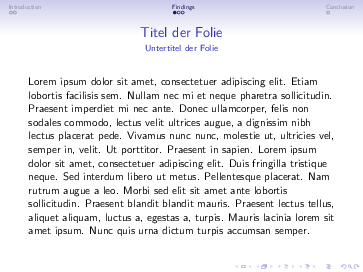 Introduction Findings Conclusion
Titel der Folie
Untertitel der Folie
Lorem ipsum dolor sit amet, consectetuer adipiscing elit. Etiam
lobortis facilisis sem. Nullam nec mi et neque pharetra sollicitudin.
Praesent imperdiet mi nec ante. Donec ullamcorper, felis non
sodales commodo, lectus velit ultrices augue, a dignissim nibh
lectus placerat pede. Vivamus nunc nunc, molestie ut, ultricies vel,
semper in, velit. Ut porttitor. Praesent in sapien. Lorem ipsum
dolor sit amet, consectetuer adipiscing elit. Duis fringilla tristique
neque. Sed interdum libero ut metus. Pellentesque placerat. Nam
rutrum augue a leo. Morbi sed elit sit amet ante lobortis
sollicitudin. Praesent blandit blandit mauris. Praesent lectus tellus,
aliquet aliquam, luctus a, egestas a, turpis. Mauris lacinia lorem sit
amet ipsum. Nunc quis urna dictum turpis accumsan semper.